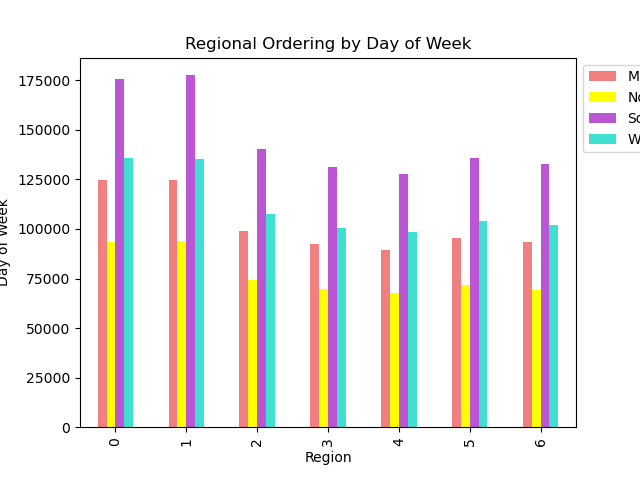 Regional Ordering by Day of Week
175000
150000
125000
100000
75000
50000
25000
0
Day of Week
0 1 2 3 4 5 6
Region
M
No
So
W